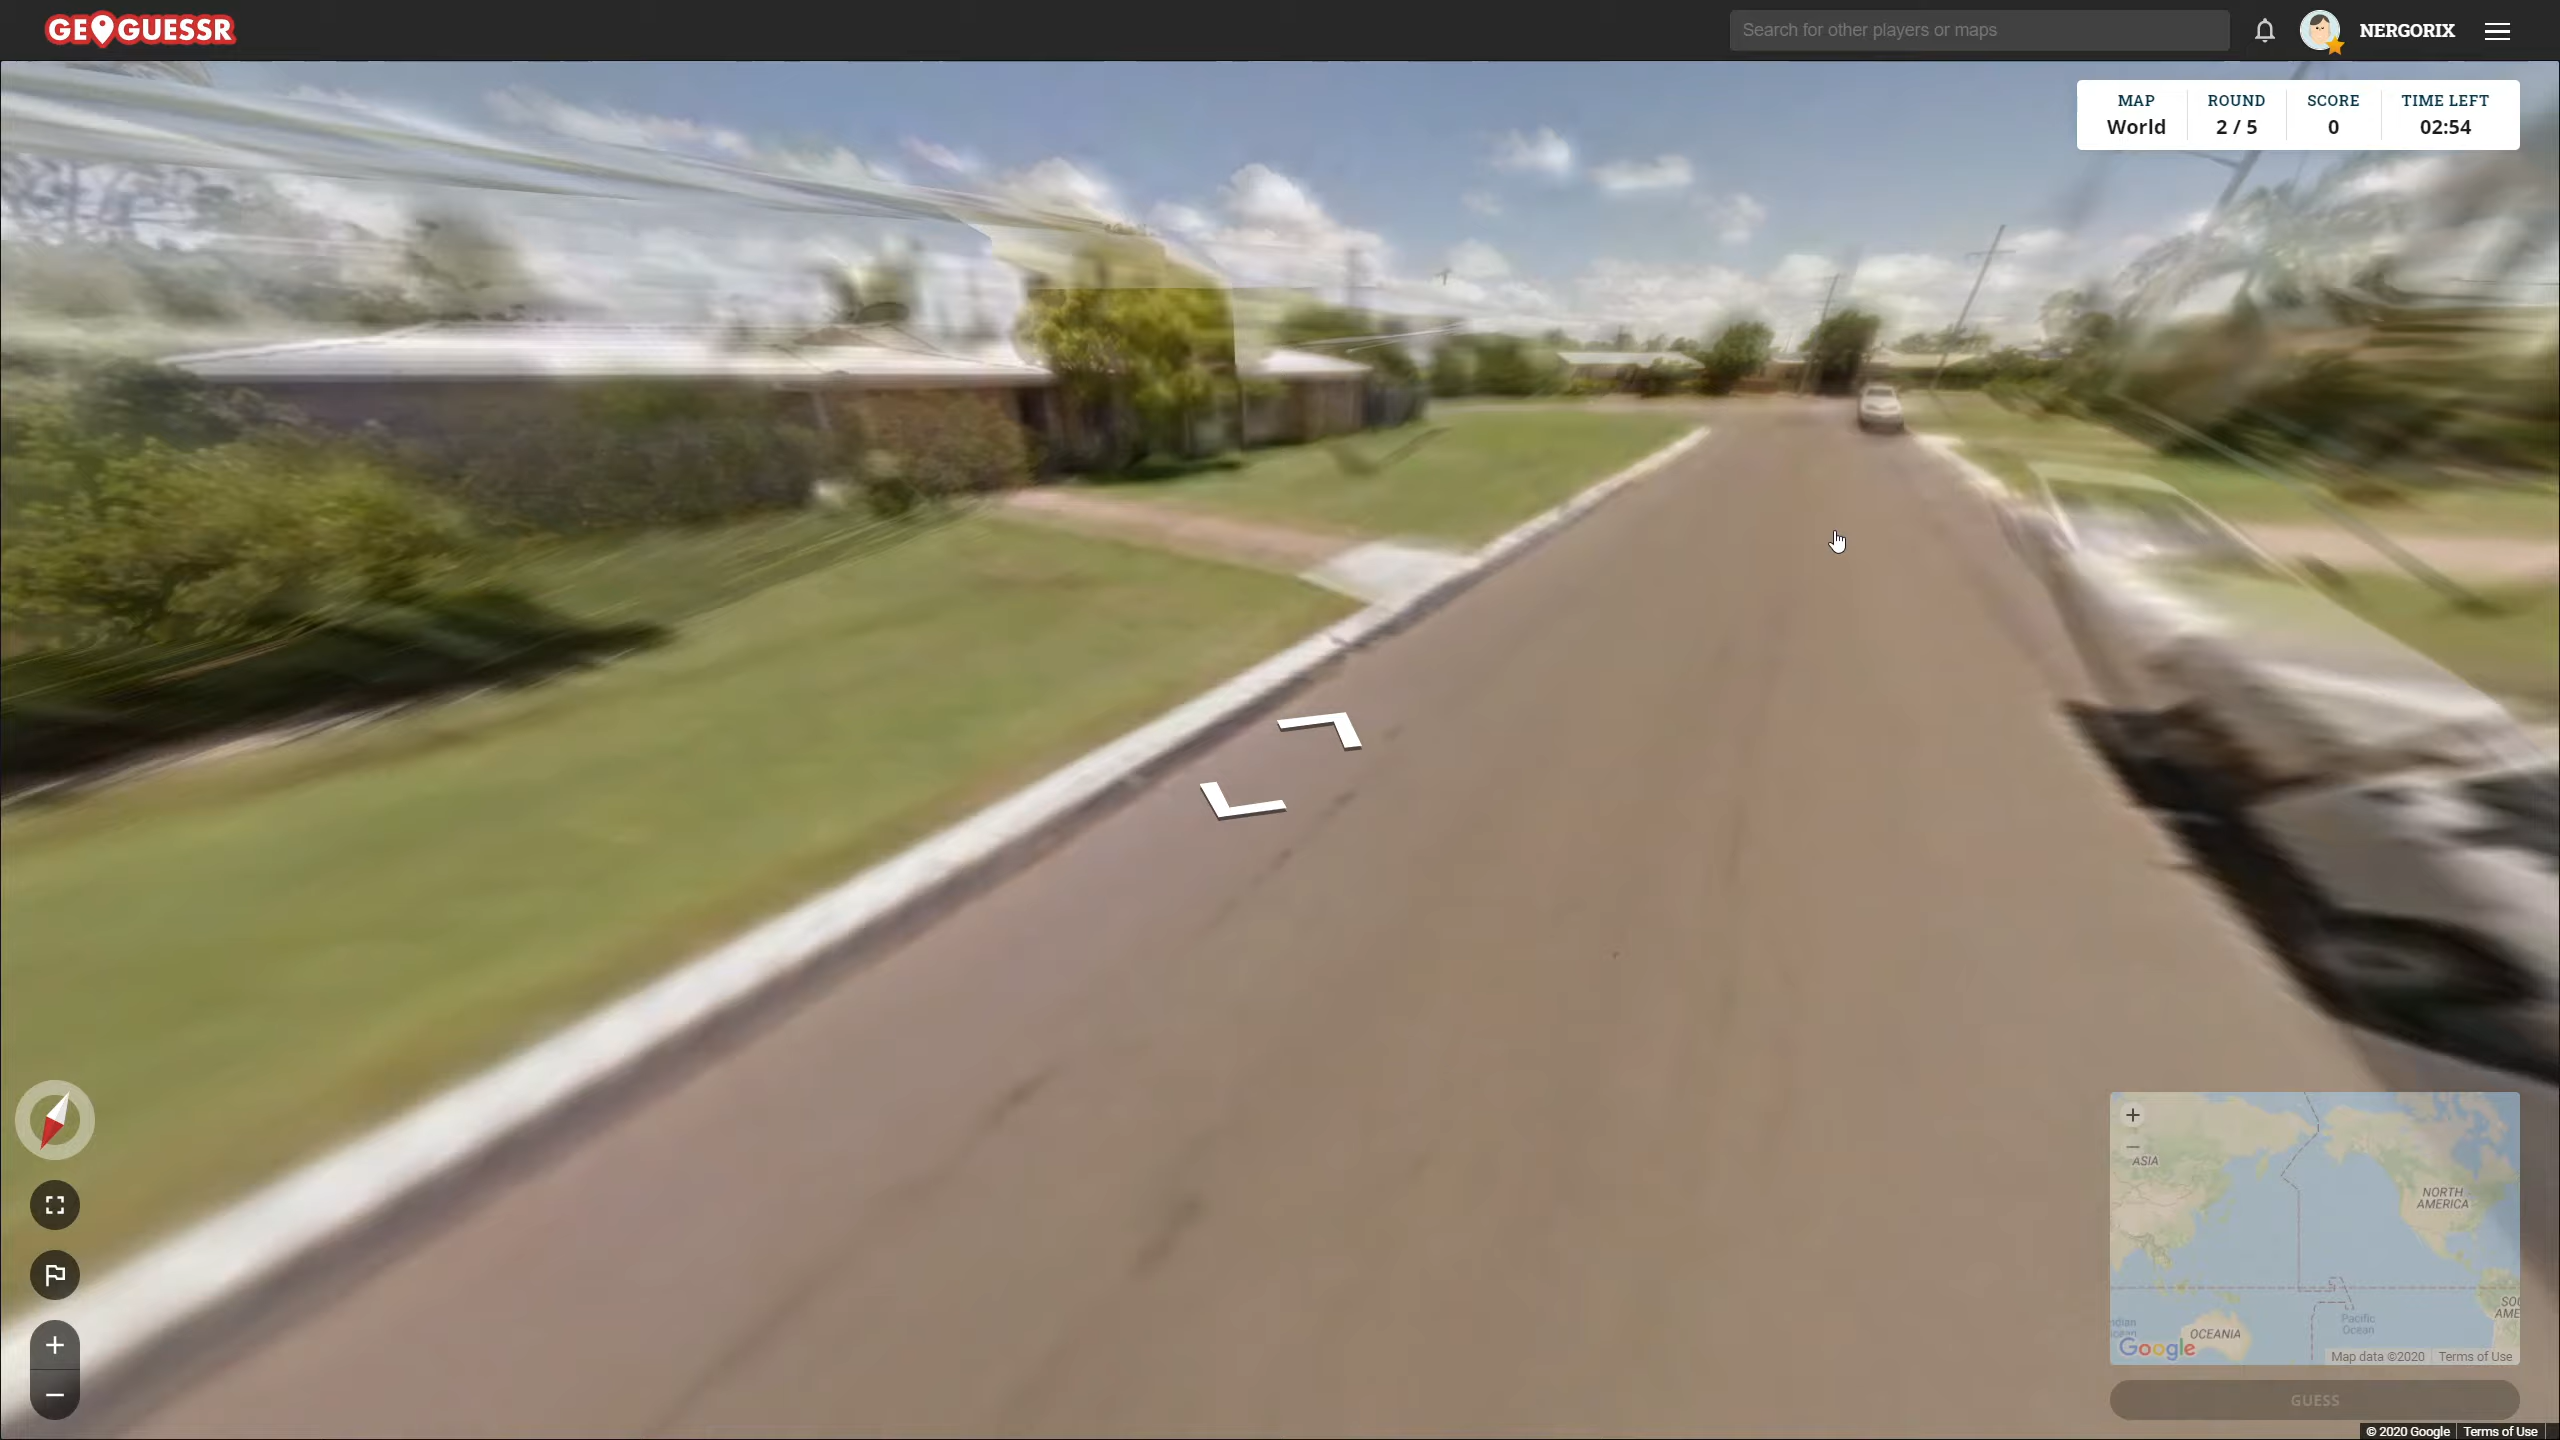 GEOGUESSR
Search for other players or maps
NERGORIX
MAP
World
ROUND
2 / 5
SCORE
0
TIME LEFT
02:54
ASIA
NORTH
AMERICA
OCEANIA
Pacific
Ocean
Google
Map data ©2020
Terms of Use
GUESS
© 2020 Google
Terms of Use